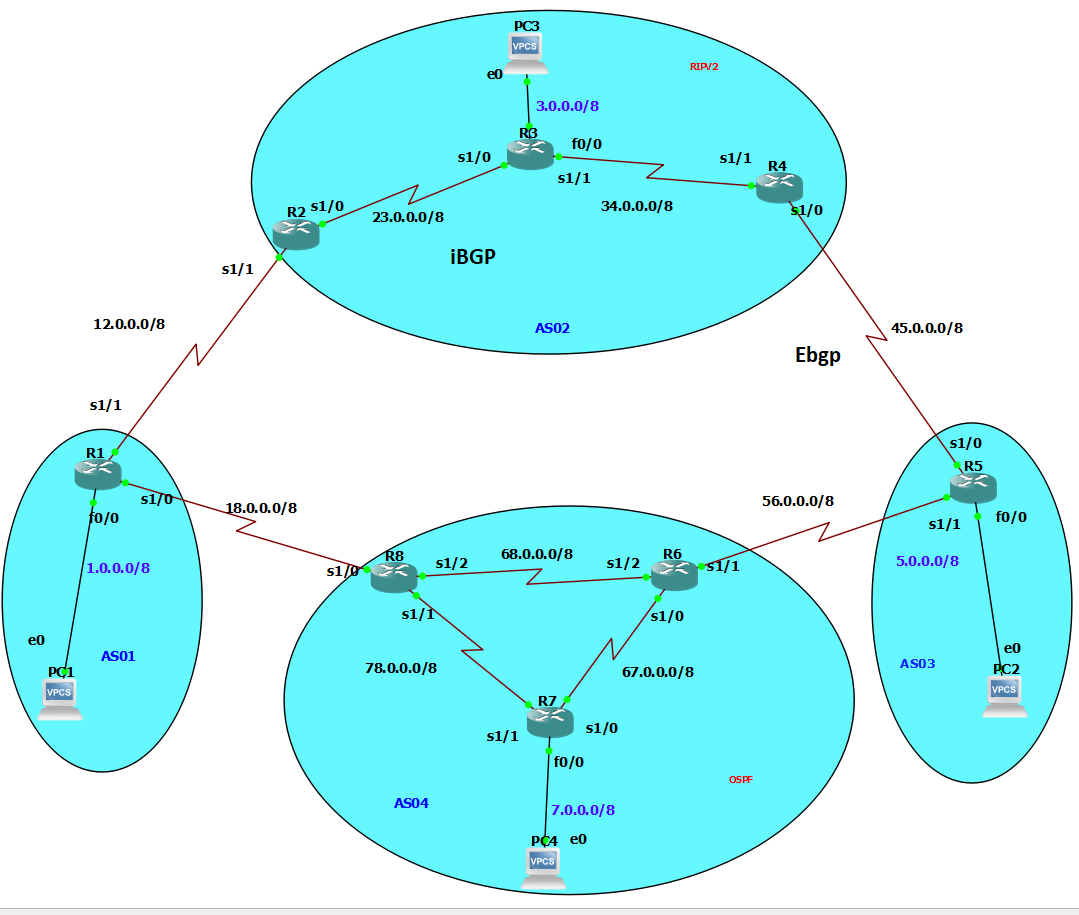 PC3
VPCS
e0
RIPV2
3.0.0.0/8
R3
f0/0
s1/0
s1/1
s1/1
R4
s1/0
34.0.0.0/8
R2
s1/0
23.0.0.0/8
s1/1
iBGP
AS02
12.0.0.0/8
45.0.0.0/8
Ebgp
s1/1
R1
s1/0
f0/0
1.0.0.0/8
e0
AS01
PC1
VPCS
18.0.0.0/8
s1/0
R5
s1/1
f0/0
56.0.0.0/8
5.0.0.0/8
e0
AS03
PC2
VPCS
R8
s1/0
s1/2
68.0.0.0/8
s1/2
R6
s1/1
s1/1
s1/0
78.0.0.0/8
67.0.0.0/8
R7
s1/1
s1/0
f0/0
OSPF
AS04
7.0.0.0/8
PC4
e0
VPCS